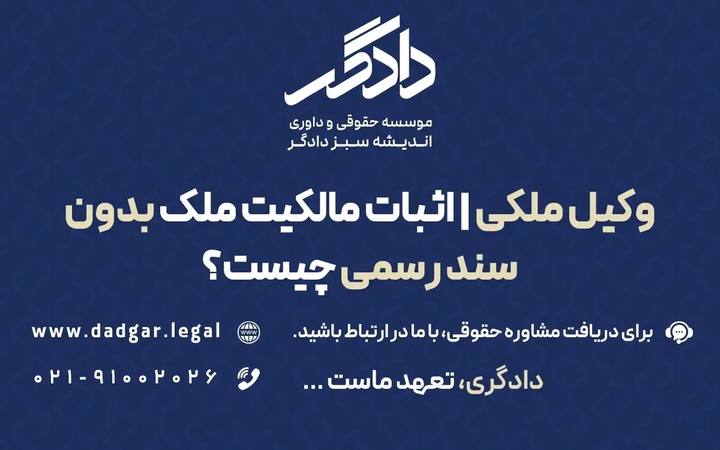 دادگر
موسسه حقوقی و داوری
اندیشه سبز دادگر
وکیل ملکی | اثبات مالکیت ملک بدون
سند رسمی چیست؟
برای دریافت مشاوره حقوقی، با ما در ارتباط باشید.
www.dadgar.legal
دادگری، تعهد ماست ...
۰۲۱-۹۱۰۰۲۰۲۶